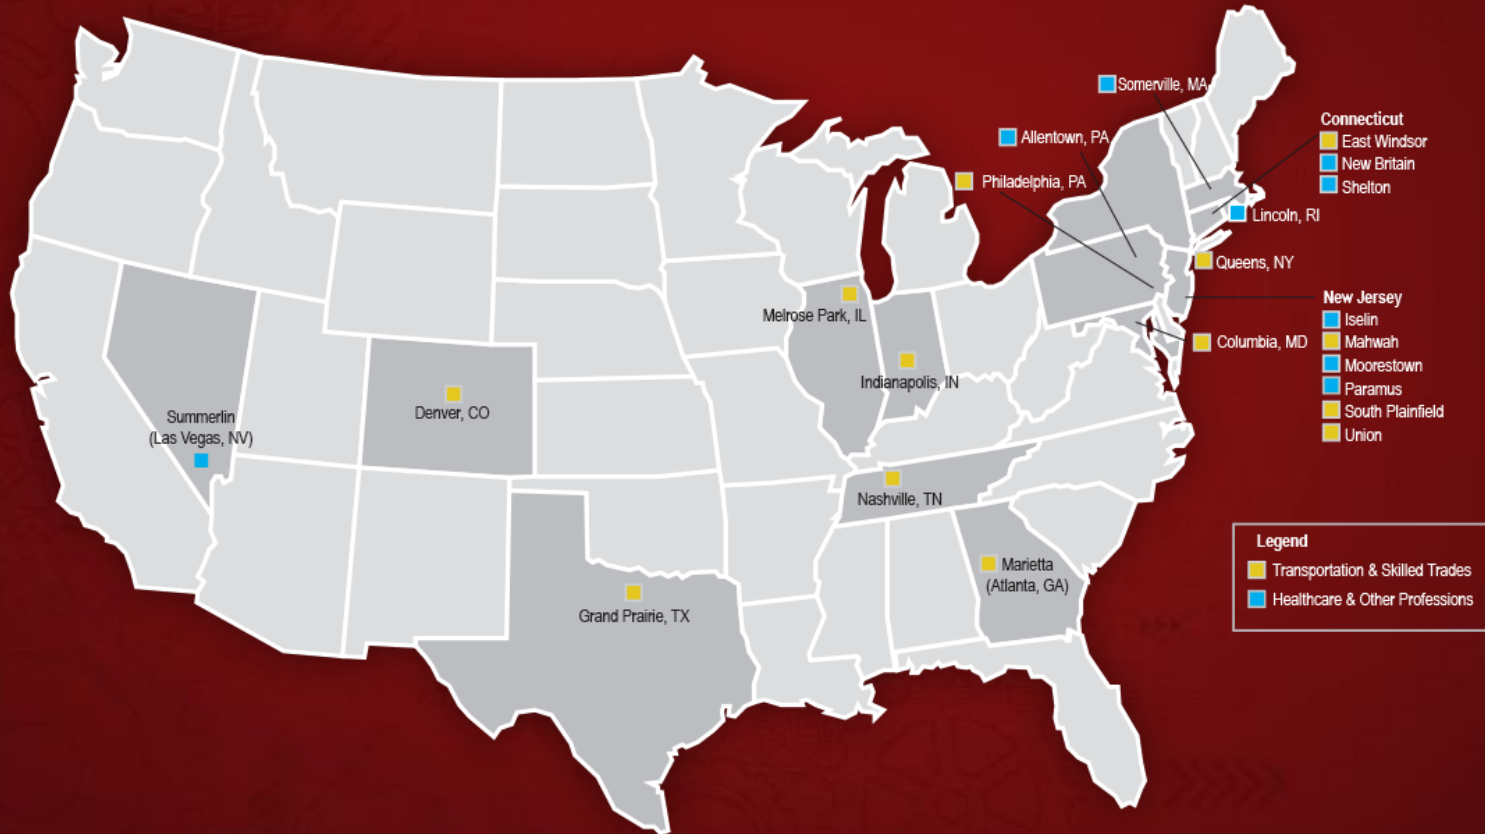 Somerville, MA
Allentown, PA
Philadelphia, PA
Connecticut
East Windsor
New Britain
Shelton
Lincoln, RI
Queens, NY
New Jersey
Iselin
Mahwah
Moorestown
Paramus
South Plainfield
Union
Columbia, MD
Melrose Park, IL
Indianapolis, IN
Denver, CO
Summerlin
(Las Vegas, NV)
Nashville, TN
Marietta
(Atlanta, GA)
Grand Prairie, TX
Legend
Transportation & Skilled Trades
Healthcare & Other Professions